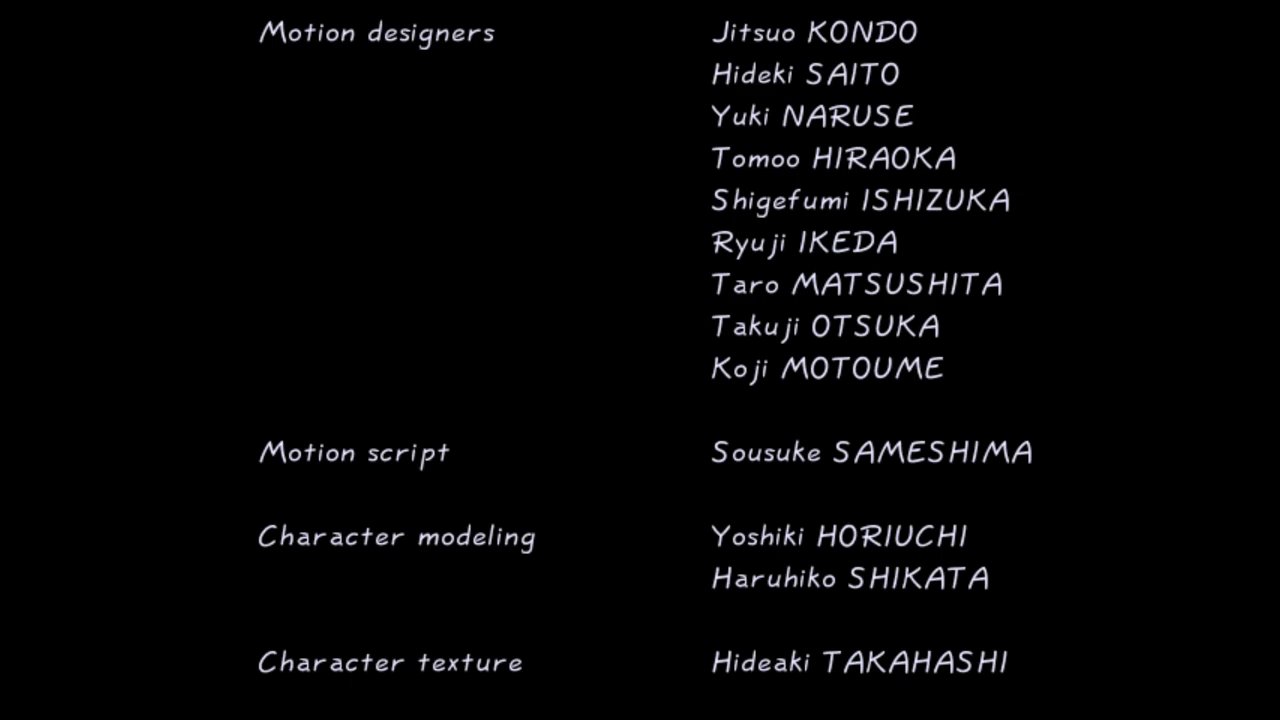 Motion designers Jitsuo KONDO
Hideki SAITO
Yuki NARUSE
Tomoo HIRAOKA
Shigefumi ISHIZUKA
Ryuji IKEDA
Taro MATSUSHITA
Takuji OTSUKA
Koji MOTOUME
Motion script Sousuke SAMESHIMA
Character modeling Yoshiki HORIUCHI
Haruhiko SHIKATA
Character texture Hideaki TAKAHASHI